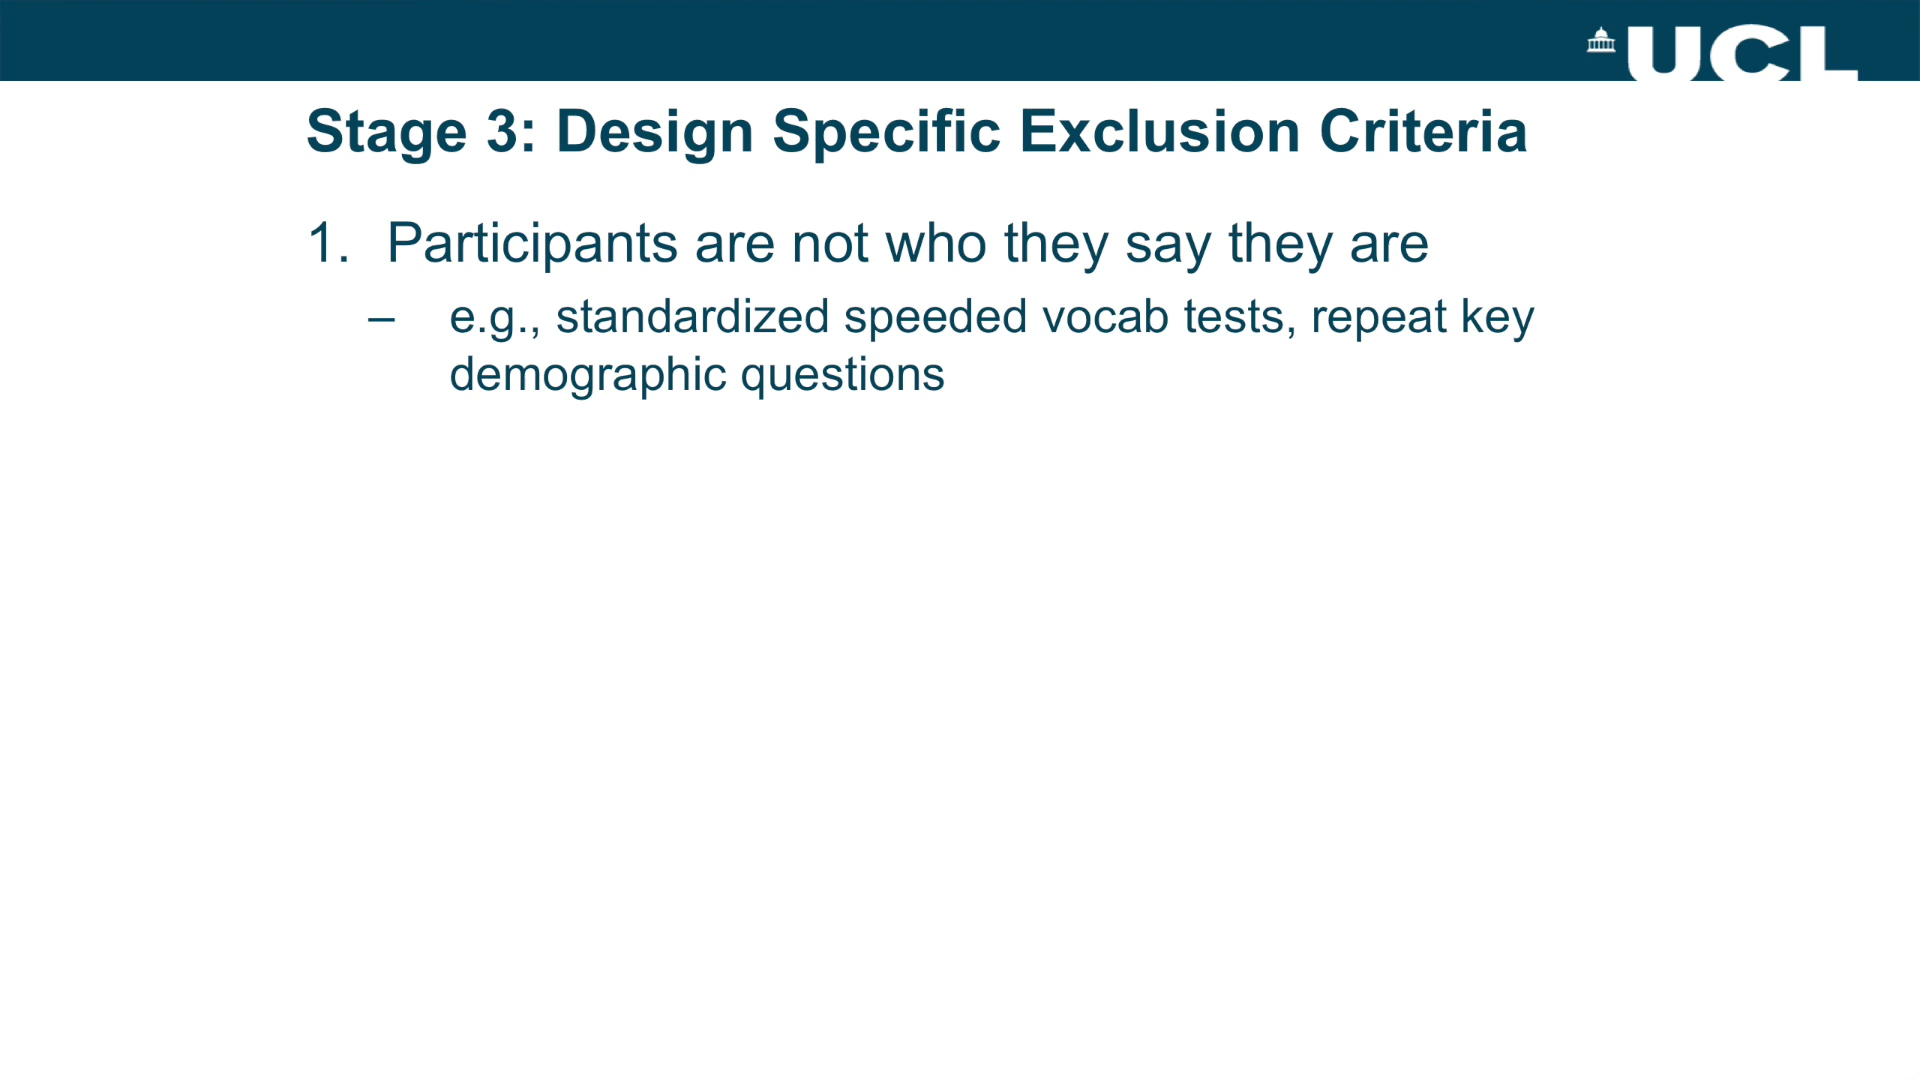 UCL
Stage 3: Design Specific Exclusion Criteria
1. Participants are not who they say they are
– e.g., standardized speeded vocab tests, repeat key
demographic questions